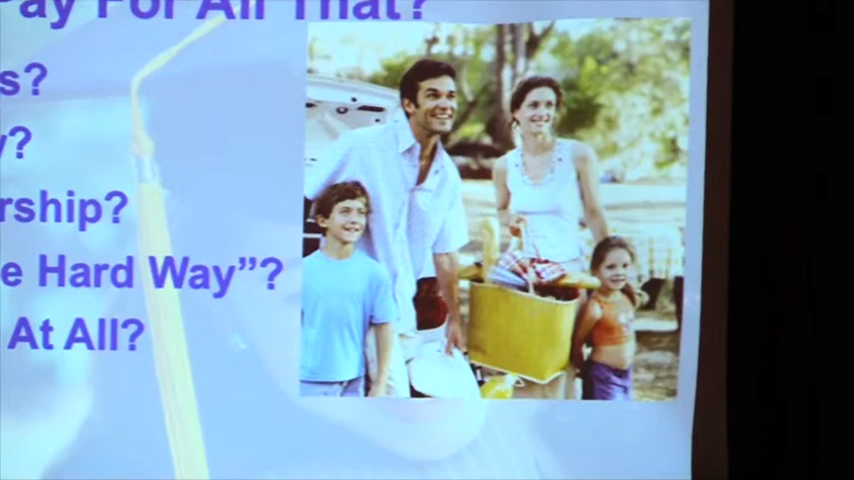 Pay For All That?
s?
y?
rship?
e Hard Way”?
At All?